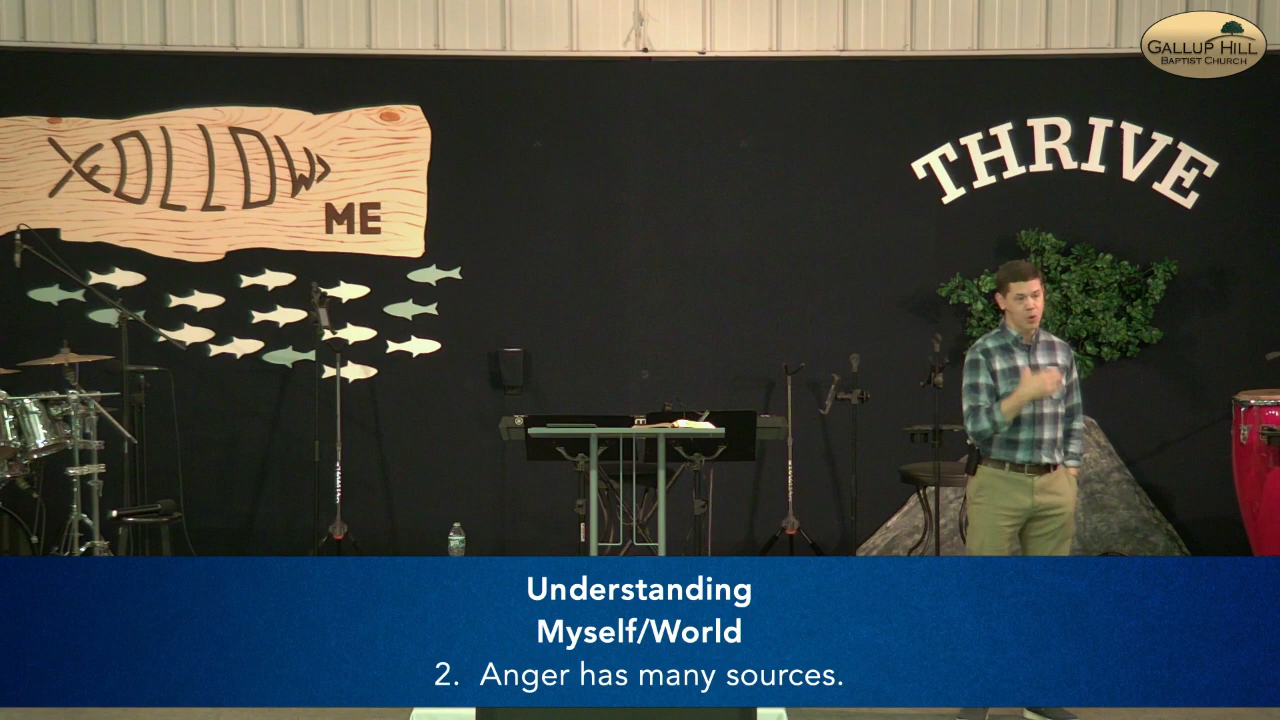 GALLUP HILL
BAPTIST CHURCH
FOLLOW
ME
THRIVE
Understanding
Myself/World
2. Anger has many sources.